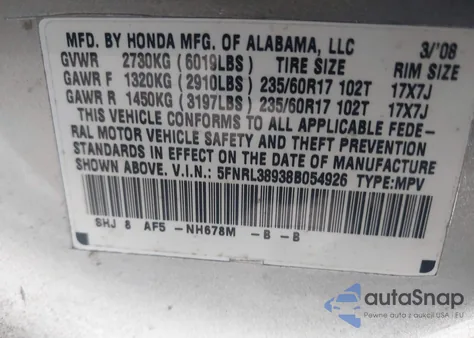 MFD. BY HONDA MFG. OF ALABAMA, LLC 3/'08
GVWR 2730KG (6019LBS) TIRE SIZE RIM SIZE
GAWR F 1320KG (2910LBS) 235/60R17 102T 17X7J
GAWR R 1450KG (3197LBS) 235/60R17 102T 17X7J
THIS VEHICLE CONFORMS TO ALL APPLICABLE FEDE-
RAL MOTOR VEHICLE SAFETY AND THEFT PREVENTION
STANDARDS IN EFFECT ON THE DATE OF MANUFACTURE
SHOWN ABOVE. V.I.N.: 5FNRL38938B054926 TYPE:MPV
SHJ 8 AF5 -NH678M -B -B
autoSnap
Pewne auta z aukcji USA i EU